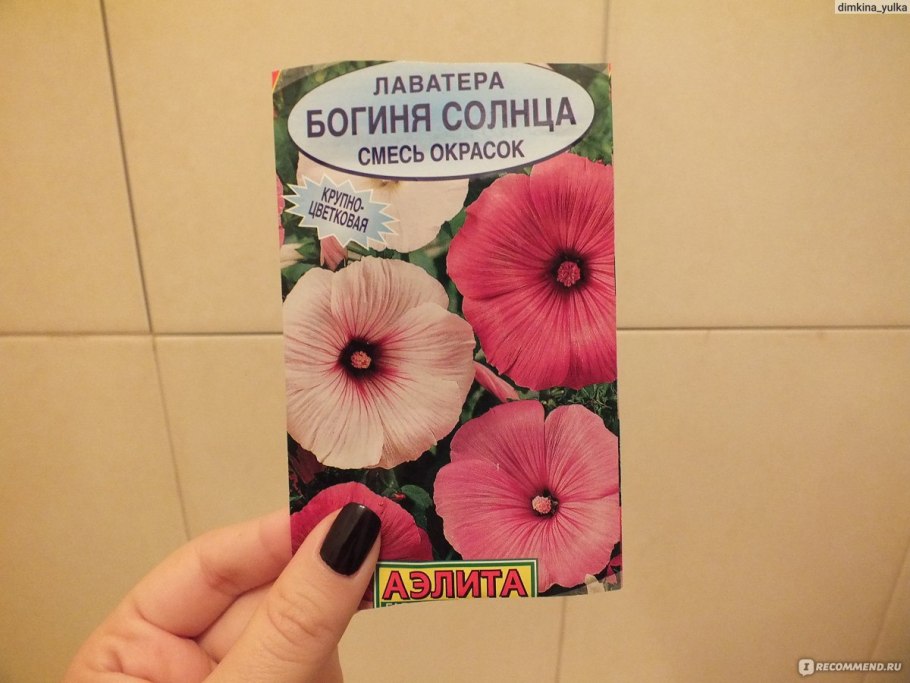 dimkina_yulka
ЛАВАТЕРА
БОГИНЯ СОЛНЦА
СМЕСЬ ОКРАСОК
КРУПНО-
ЦВЕТКОВАЯ
АЭЛИТА
I RECOMMEND.RU